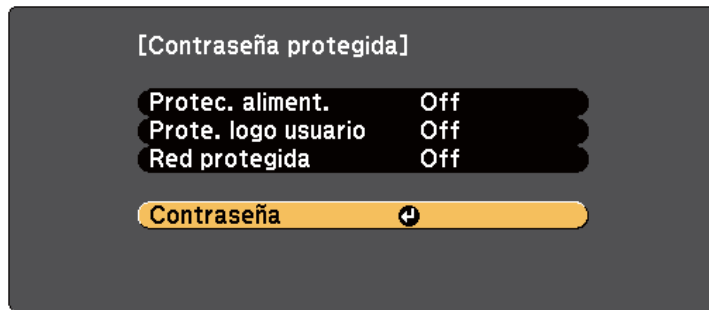 [Contraseña protegida]
Protec. aliment. Off
Prote. logo usuario Off
Red protegida Off
Contraseña